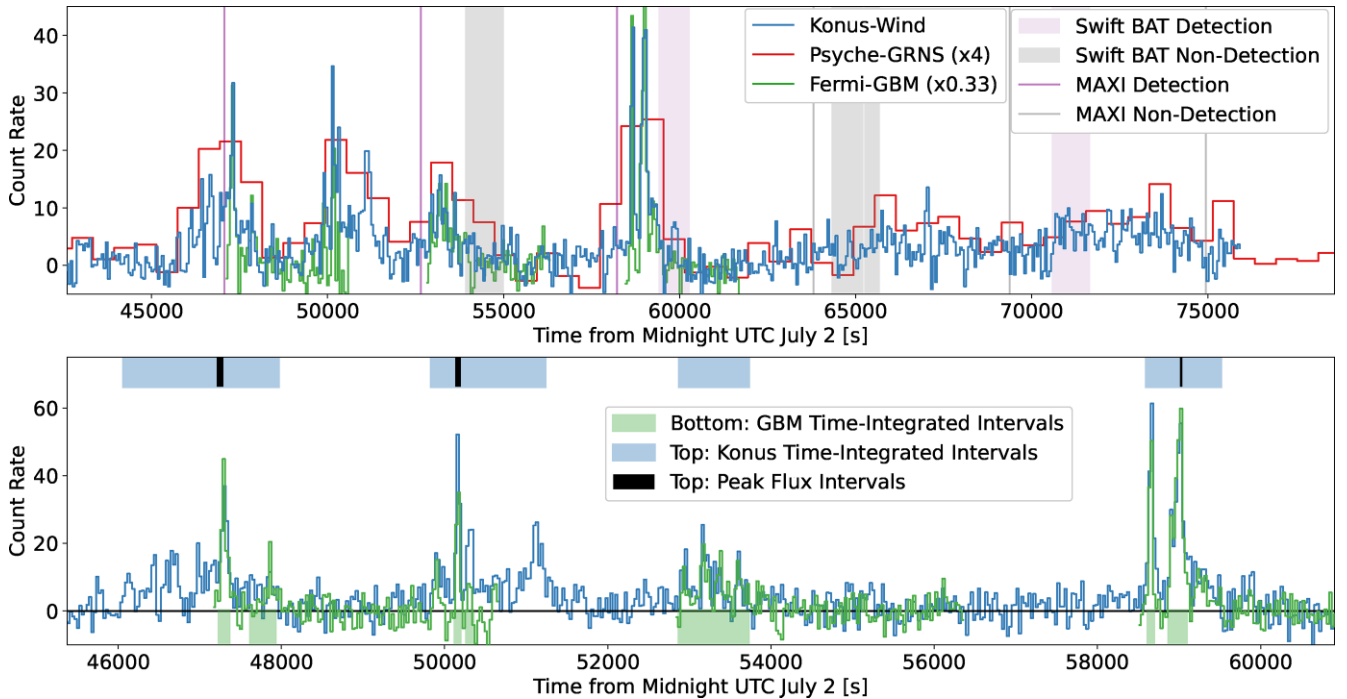 40
30
20
10
0
Count Rate
Konus-Wind
Psyche-GRNS (x4)
Fermi-GBM (x0.33)
Swift BAT Detection
Swift BAT Non-Detection
MAXI Detection
MAXI Non-Detection
45000 50000 55000 60000 65000 70000 75000
Time from Midnight UTC July 2 [s]
60
40
20
0
Count Rate
Bottom: GBM Time-Integrated Intervals
Top: Konus Time-Integrated Intervals
Top: Peak Flux Intervals
46000 48000 50000 52000 54000 56000 58000 60000
Time from Midnight UTC July 2 [s]